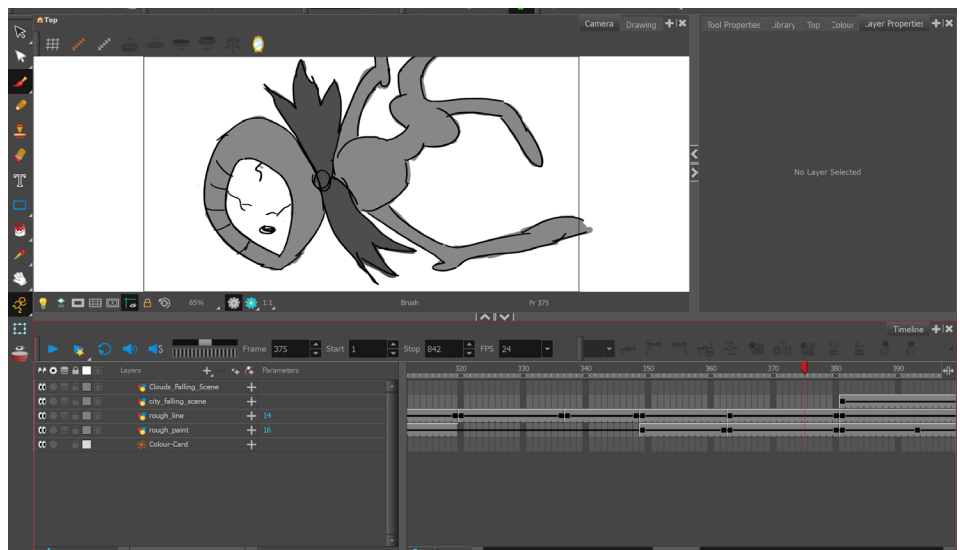 Top
Camera
Drawing
Tool Properties
Library
Top
Colour
Layer Properties
No Layer Selected
65%
1:1
Brush
Fr 375
Timeline
Frame 375 Start 1 Stop 842 FPS 24
Layers
Parameters
320 330 340 350 360 370 380 390
Clouds_Falling_Scene
city_falling_scene
rough_line 14
rough_paint 16
Colour-Card